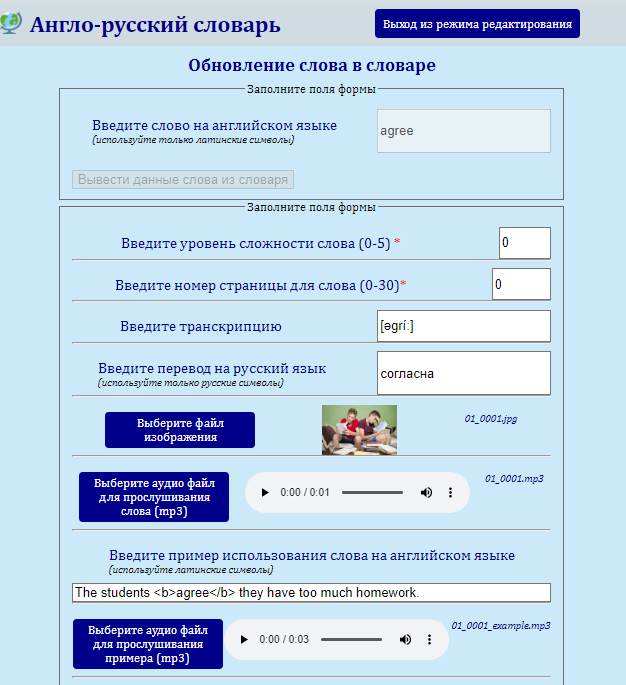 Англо-русский словарь
Выход из режима редактирования
Обновление слова в словаре
Заполните поля формы
Введите слово на английском языке
(используйте только латинские символы)
agree
Вывести данные слова из словаря
Заполните поля формы
Введите уровень сложности слова (0-5) *
0
Введите номер страницы для слова (0-30)*
0
Введите транскрипцию
[əgríː]
Введите перевод на русский язык
(используйте только русские символы)
согласна
Выберите файл
изображения
01_0001.jpg
Выберите аудио файл
для прослушивания
слова (mp3)
0:00 / 0:01
01_0001.mp3
Введите пример использования слова на английском языке
(используйте латинские символы)
The students <b>agree</b> they have too much homework.
Выберите аудио файл
для прослушивания
примера (mp3)
0:00 / 0:03
01_0001_example.mp3